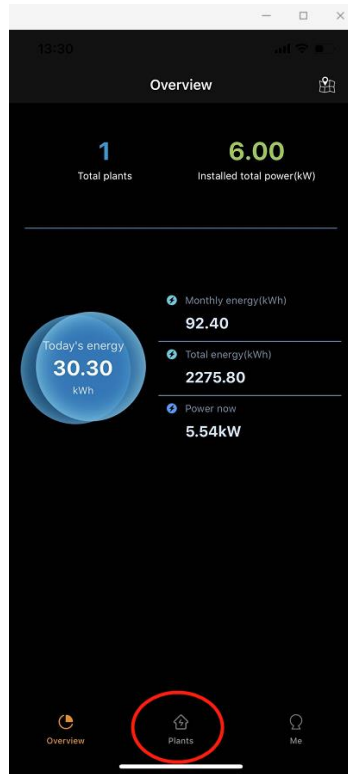 13:30
Overview
1
6.00
Total plants
Installed total power(kW)
Monthly energy(kWh)
92.40
Today's energy
30.30
kWh
Total energy(kWh)
2275.80
Power now
5.54kW
Overview
Plants
Me